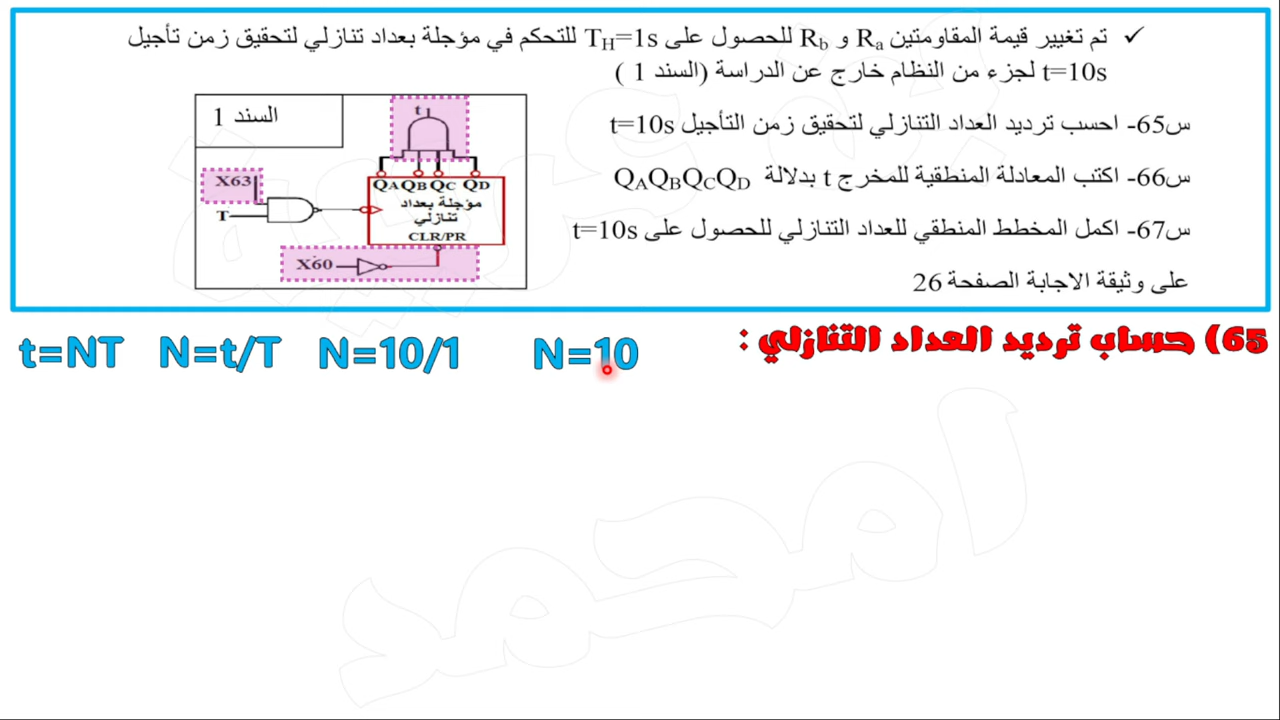 ✓ تم تغيير قيمة المقاومتين Ra و Rb للحصول على TH=1s للتحكم في مؤجلة بعداد تنازلي لتحقيق زمن تأجيل
t=10s لجزء من النظام خارج عن الدراسة (السند 1 )
س65- احسب ترديد العداد التنازلي لتحقيق زمن التأجيل t=10s
س66- اكتب المعادلة المنطقية للمخرج t بدلالة QAQBQCQD
س67- اكمل المخطط المنطقي للعداد التنازلي للحصول على t=10s
على وثيقة الاجابة الصفحة 26
السند 1
t1
X63
QA QB QC QD
مؤجلة بعداد
تنازلي
T
CLR/PR
X60
65) حساب ترديد العداد التنازلي :
t=NT N=t/T N=10/1 N=10
امحمد